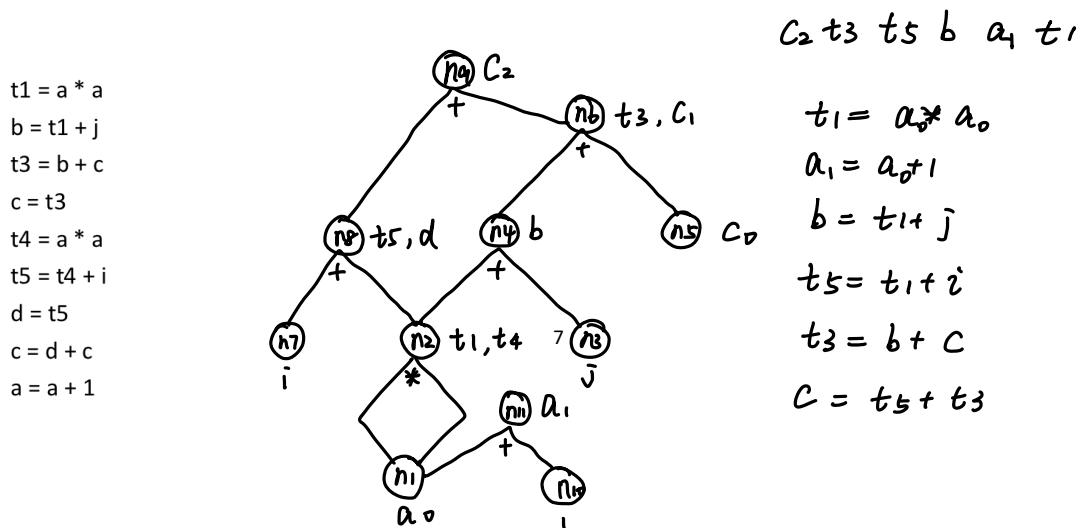 t1 = a * a
b = t1 + j
t3 = b + c
c = t3
t4 = a * a
t5 = t4 + i
d = t5
c = d + c
a = a + 1
n9 C₂
+
n6 t3, C₁
+
n8 t5, d
+
n4 b
+
n5 C₀
n7
i
n2 t1, t4
*
7 n3
j
n11 a₁
+
n1
a₀
n10
1
C₂ t3 t5 b a₁ t1
t1 = a₀* a₀
a₁ = a₀+1
b = t1+ j
t5 = t1 + i
t3 = b + c
C = t5 + t3